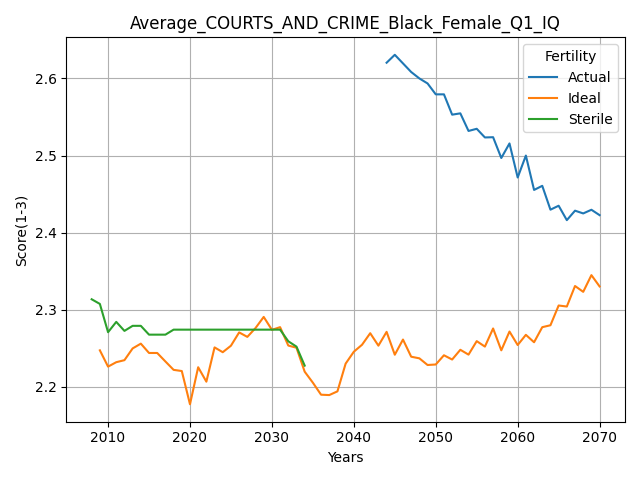 Average_COURTS_AND_CRIME_Black_Female_Q1_IQ
Fertility
Actual
Ideal
Sterile
Score(1-3)
2.6
2.5
2.4
2.3
2.2
2010 2020 2030 2040 2050 2060 2070
Years